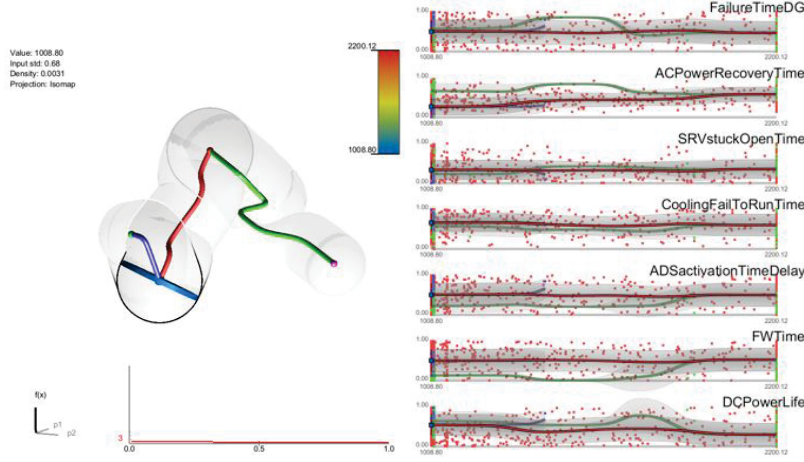 Value: 1008.80
Input std: 0.68
Density: 0.0031
Projection: Isomap
2200.12
1008.80
f(x)
p1
p2
3
0.0
0.5
1.0
FailureTimeDG
1.00
0.00
1008.80
2200.12
ACPowerRecoveryTime
1.00
0.00
1008.80
2200.12
SRVstuckOpenTime
1.00
0.00
1008.80
2200.12
CoolingFailToRunTime
1.00
0.00
1008.80
2200.12
ADSactivationTimeDelay
1.00
0.00
1008.80
2200.12
FWTime
1.00
0.00
1008.80
2200.12
DCPowerLife
1.00
0.00
1008.80
2200.12